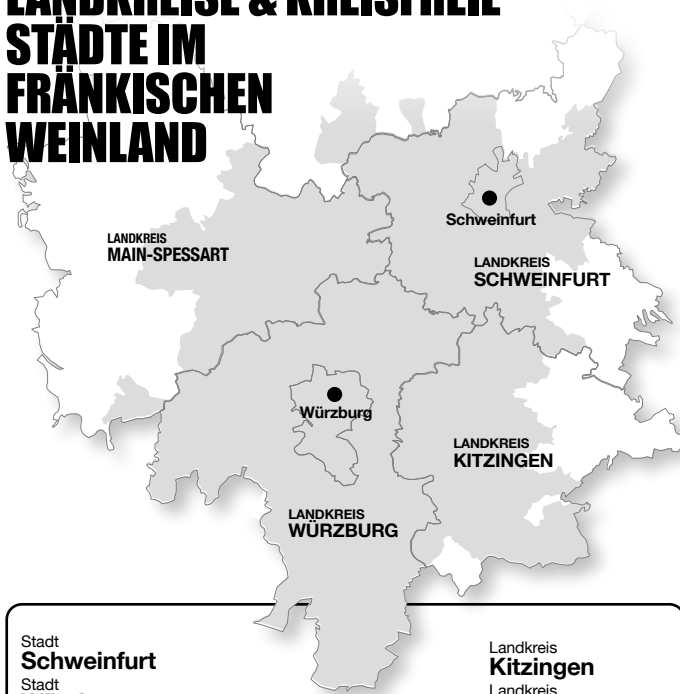 LANDKREISE & KREISFREIE
STÄDTE IM
FRÄNKISCHEN
WEINLAND
Schweinfurt
LANDKREIS
MAIN-SPESSART
LANDKREIS
SCHWEINFURT
Würzburg
LANDKREIS
KITZINGEN
LANDKREIS
WÜRZBURG
Stadt
Schweinfurt
Stadt
Landkreis
Kitzingen
Landkreis